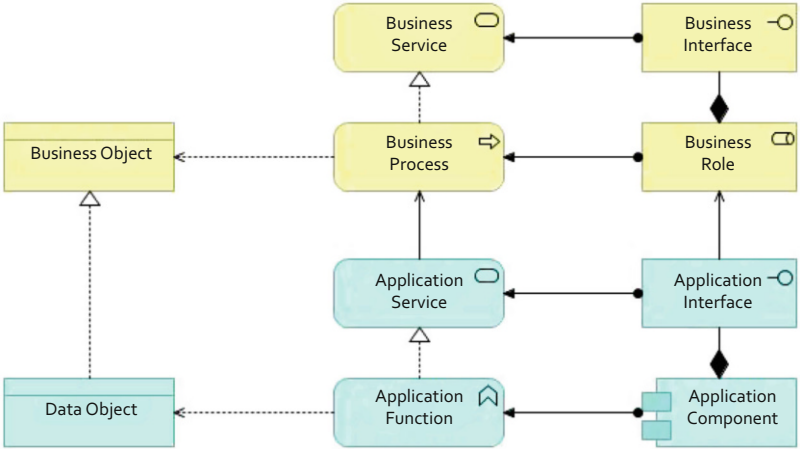 Business
Service
Business
Interface
Business Object
Business
Process
Business
Role
Application
Service
Application
Interface
Data Object
Application
Function
Application
Component